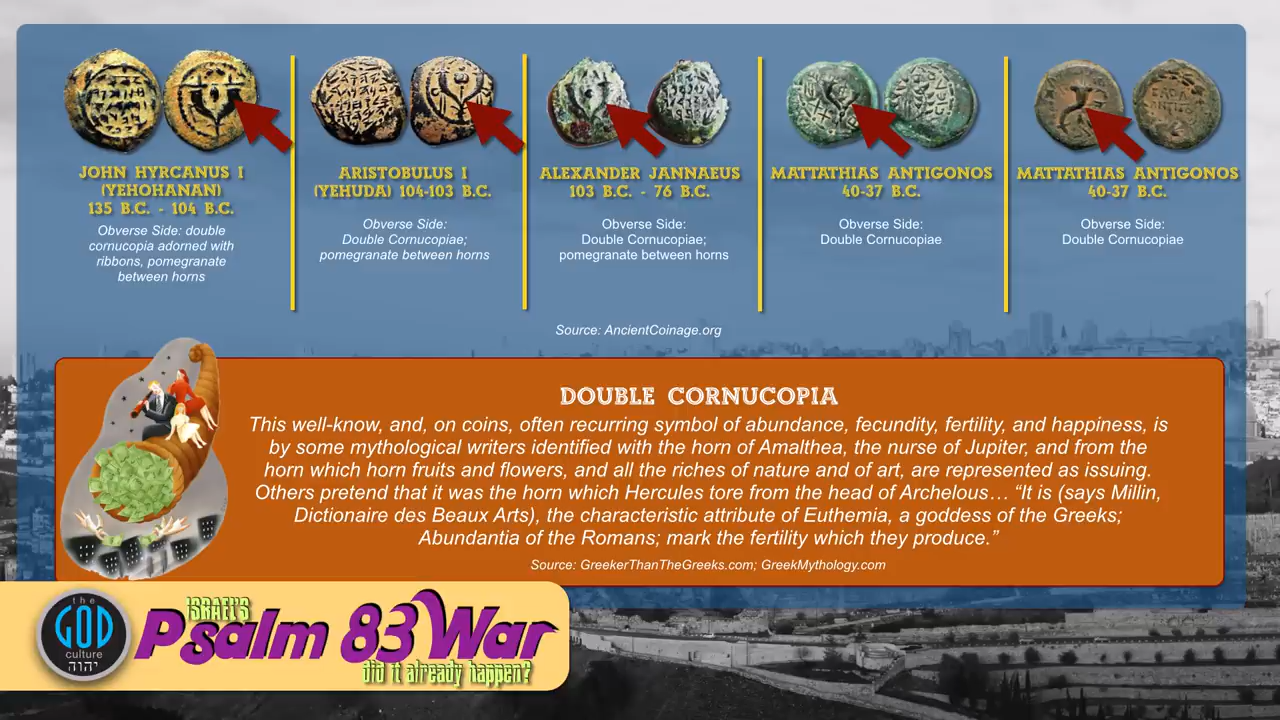 JOHN HYRCANUS I
(YEHOHANAN)
135 B.C. - 104 B.C.
Obverse Side: double
cornucopia adorned with
ribbons, pomegranate
between horns
ARISTOBULUS I
(YEHUDA) 104-103 B.C.
Obverse Side:
Double Cornucopiae;
pomegranate between horns
ALEXANDER JANNAEUS
103 B.C. - 76 B.C.
Obverse Side:
Double Cornucopiae;
pomegranate between horns
MATTATHIAS ANTIGONOS
40-37 B.C.
Obverse Side:
Double Cornucopiae
MATTATHIAS ANTIGONOS
40-37 B.C.
Obverse Side:
Double Cornucopiae
Source: AncientCoinage.org
DOUBLE CORNUCOPIA
This well-know, and, on coins, often recurring symbol of abundance, fecundity, fertility, and happiness, is
by some mythological writers identified with the horn of Amalthea, the nurse of Jupiter, and from the
horn which horn fruits and flowers, and all the riches of nature and of art, are represented as issuing.
Others pretend that it was the horn which Hercules tore from the head of Archelous... “It is (says Millin,
Dictionaire des Beaux Arts), the characteristic attribute of Euthemia, a goddess of the Greeks;
Abundantia of the Romans; mark the fertility which they produce.”
Source: GreekerThanTheGreeks.com; GreekMythology.com
the
GOD
culture
יהוה
ISRAEL'S
Psalm 83 War
did it already happen?